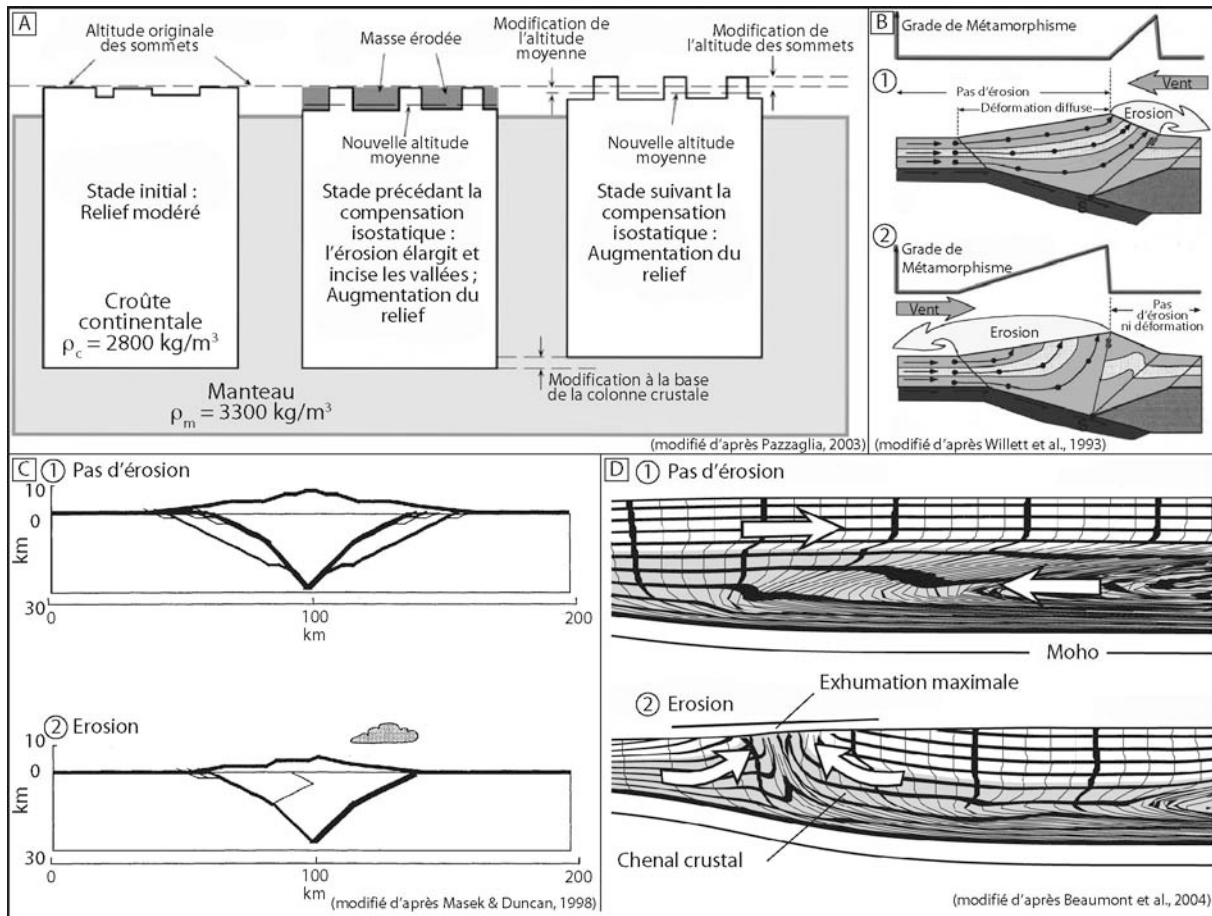 A
Altitude originale
des sommets
Masse érodée
Modification de
l'altitude
moyenne
Modification de
l'altitude des sommets
Nouvelle altitude
moyenne
Nouvelle altitude
moyenne
Stade initial :
Relief modéré
Stade précédant la
compensation
isostatique :
l'érosion élargit et
incise les vallées ;
Augmentation du
relief
Stade suivant la
compensation
isostatique :
Augmentation du
relief
Croûte
continentale
ρc = 2800 kg/m³
Manteau
ρm = 3300 kg/m³
Modification à la base
de la colonne crustale
(modifié d'après Pazzaglia, 2003)
B
Grade de Métamorphisme
1
Vent
Pas d'érosion
Déformation diffuse
Erosion
S
2
Grade de
Métamorphisme
Vent
Pas
d'érosion
ni déformation
Erosion
S
S
(modifié d'après Willett et al., 1993)
C
1 Pas d'érosion
10
0
km
30
0
100
200
km
2 Erosion
10
0
km
30
0
100
200
km
(modifié d'après Masek & Duncan, 1998)
D
1 Pas d'érosion
Moho
Exhumation maximale
2 Erosion
Chenal crustal
(modifié d'après Beaumont et al., 2004)